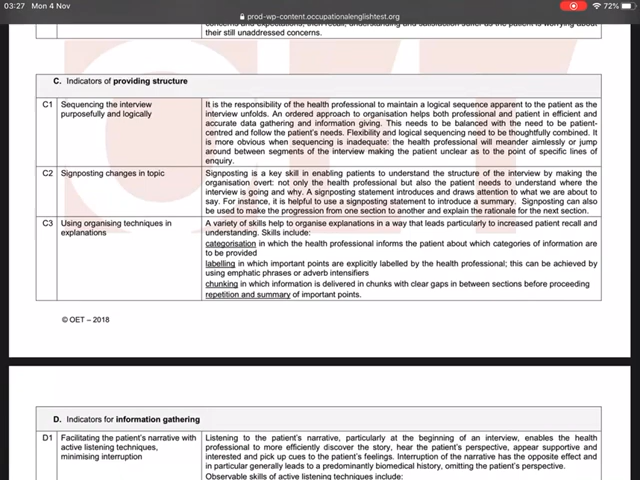 03:27 Mon 4 Nov
72%
prod-wp-content.occupationalenglishtest.org
their still unaddressed concerns.
C. Indicators of providing structure
C1 Sequencing the interview
purposefully and logically
It is the responsibility of the health professional to maintain a logical sequence apparent to the patient as the
interview unfolds. An ordered approach to organisation helps both professional and patient in efficient and
accurate data gathering and information giving. This needs to be balanced with the need to be patient-
centred and follow the patient's needs. Flexibility and logical sequencing need to be thoughtfully combined. It
is more obvious when sequencing is inadequate: the health professional will meander aimlessly or jump
around between segments of the interview making the patient unclear as to the point of specific lines of
enquiry.
C2 Signposting changes in topic
Signposting is a key skill in enabling patients to understand the structure of the interview by making the
organisation overt: not only the health professional but also the patient needs to understand where the
interview is going and why. A signposting statement introduces and draws attention to what we are about to
say. For instance, it is helpful to use a signposting statement to introduce a summary. Signposting can also
be used to make the progression from one section to another and explain the rationale for the next section.
C3 Using organising techniques in
explanations
A variety of skills help to organise explanations in a way that leads particularly to increased patient recall and
understanding. Skills include:
categorisation in which the health professional informs the patient about which categories of information are
to be provided
labelling in which important points are explicitly labelled by the health professional; this can be achieved by
using emphatic phrases or adverb intensifiers
chunking in which information is delivered in chunks with clear gaps in between sections before proceeding
repetition and summary of important points.
© OET – 2018
D. Indicators for information gathering
D1 Facilitating the patient's narrative with
active listening techniques,
minimising interruption
Listening to the patient's narrative, particularly at the beginning of an interview, enables the health
professional to more efficiently discover the story, hear the patient's perspective, appear supportive and
interested and pick up cues to the patient's feelings. Interruption of the narrative has the opposite effect and
in particular generally leads to a predominantly biomedical history, omitting the patient's perspective.
Observable skills of active listening techniques include: